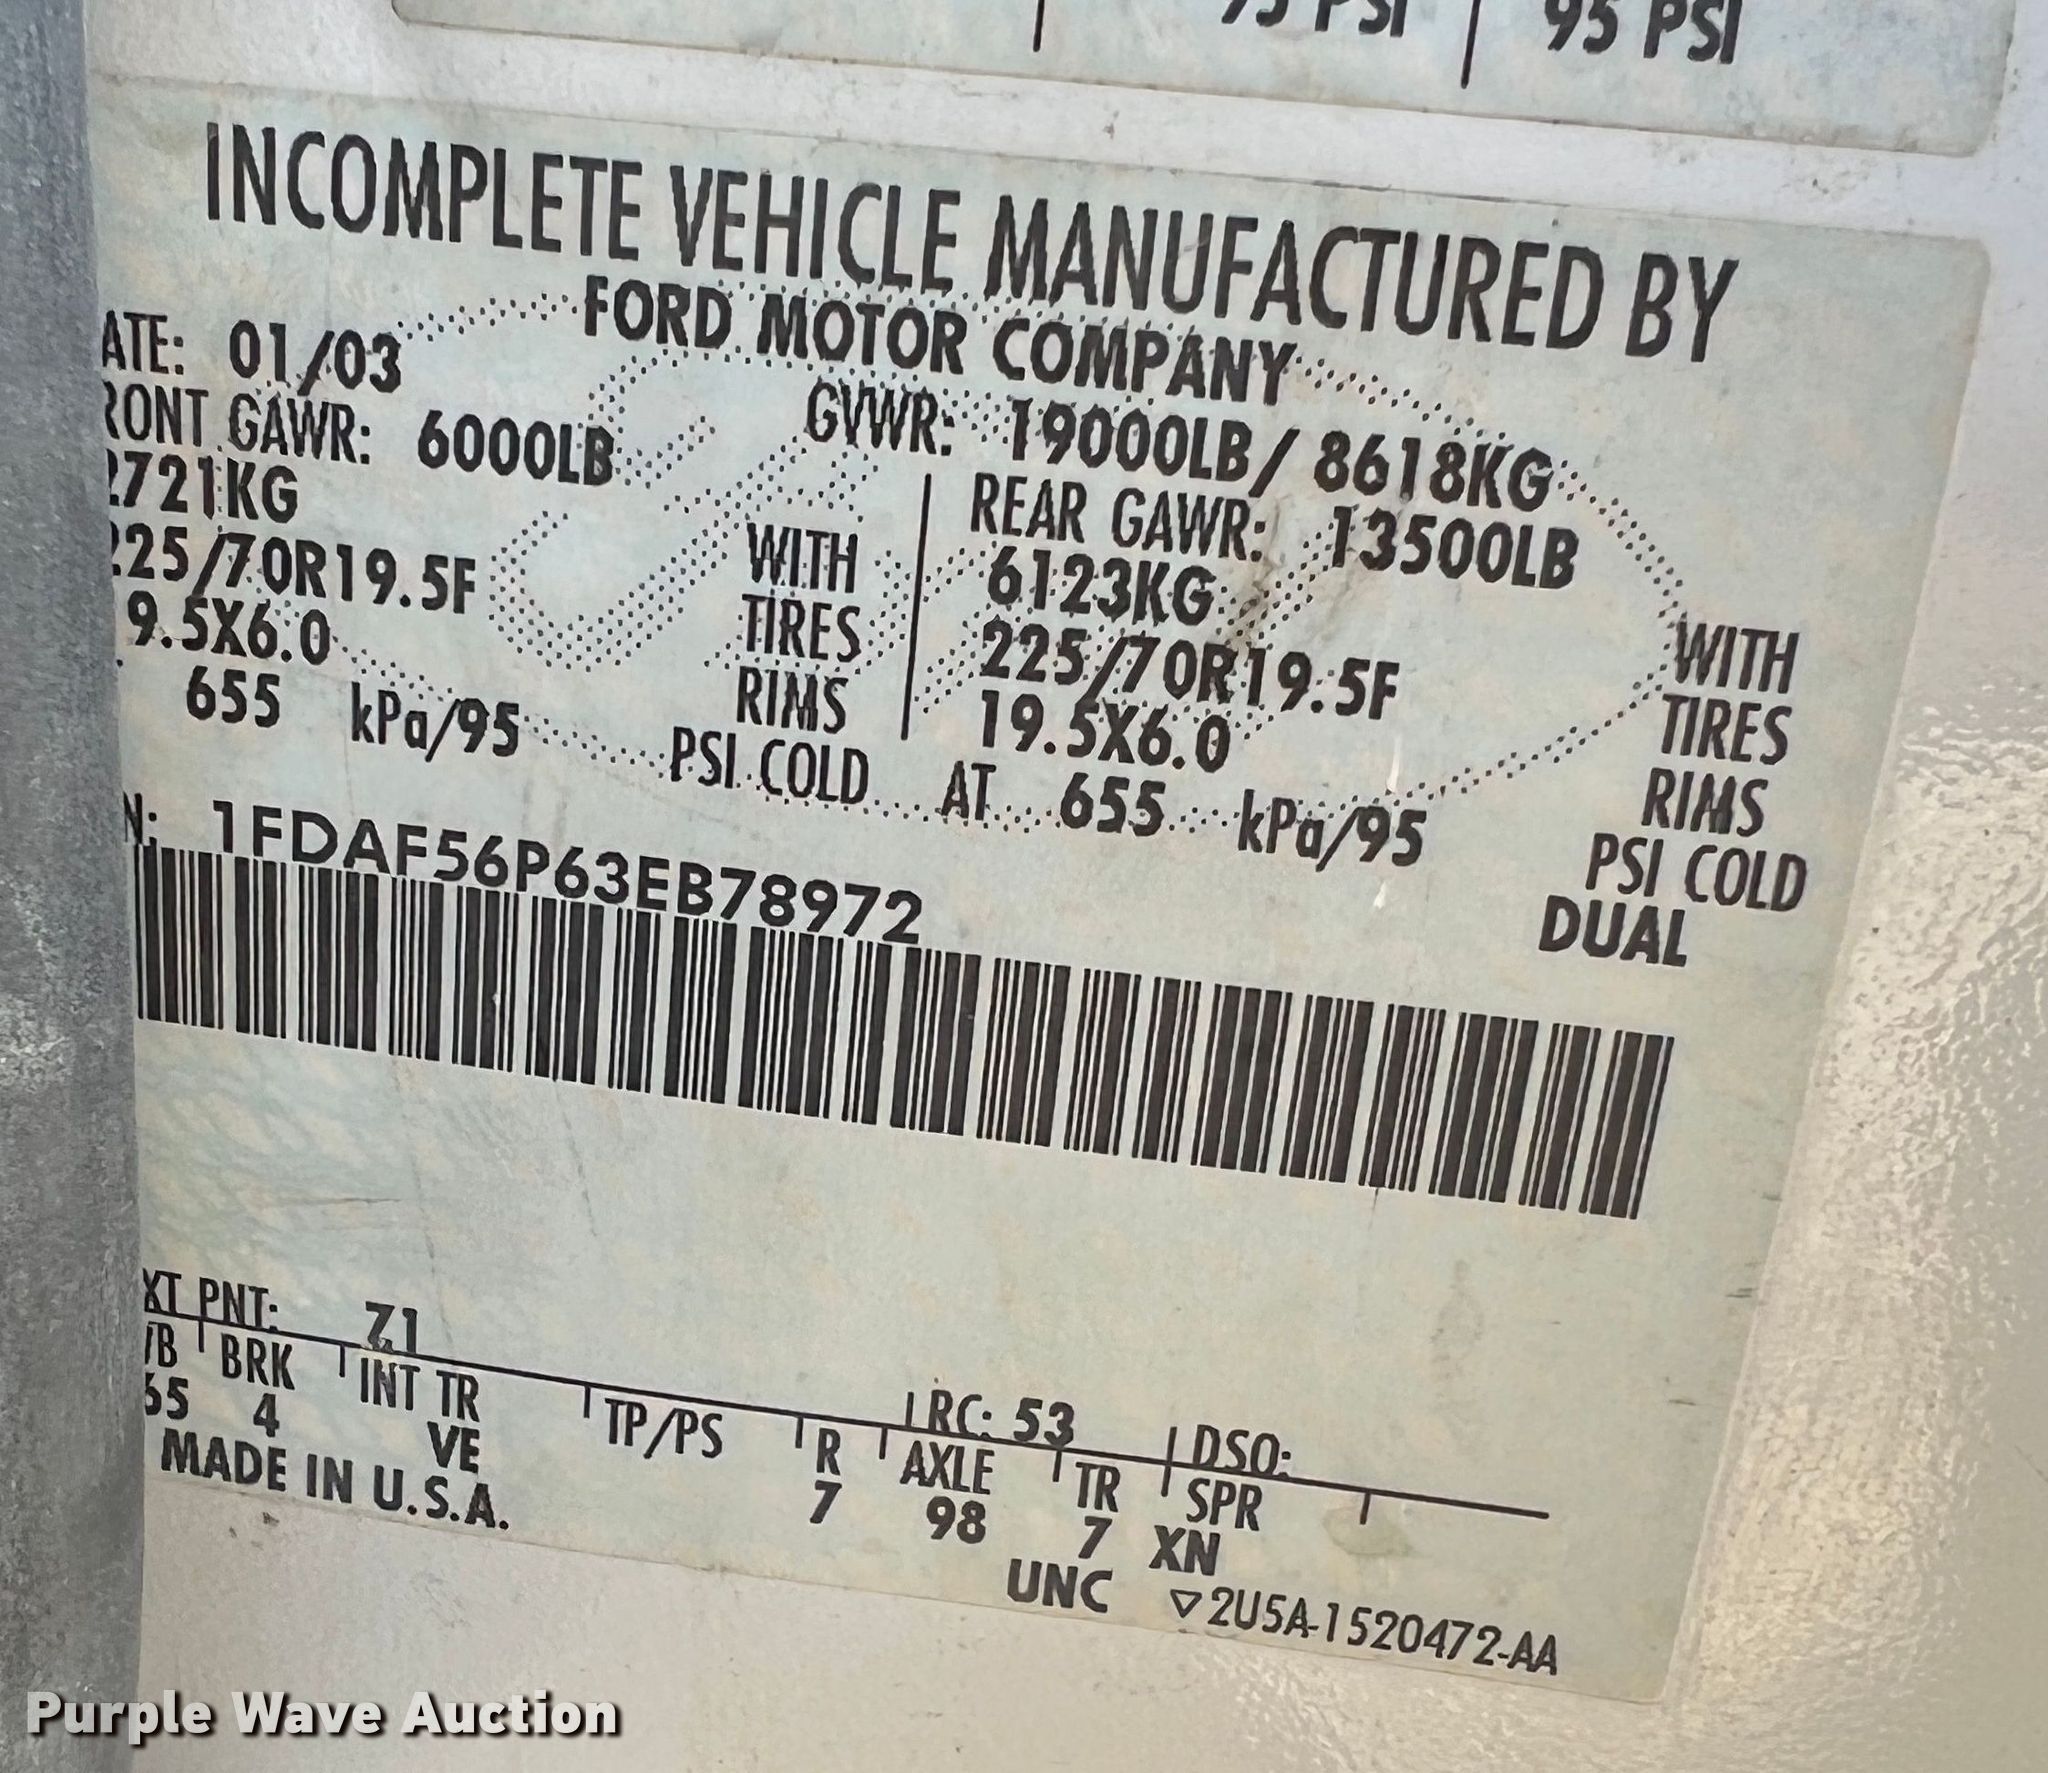 95 PSI
INCOMPLETE VEHICLE MANUFACTURED BY
FORD MOTOR COMPANY
ATE: 01/03
GVWR: 19000LB/ 8618KG
RONT GAWR: 6000LB
REAR GAWR: 13500LB
2721KG WITH
6123KG WITH
225/70R19.5F TIRES
225/70R19.5F TIRES
9.5X6.0 RIMS
19.5X6.0 RIMS
655 kPa/95 PSI COLD
AT 655 kPa/95 PSI COLD
DUAL
N: 1FDAF56P63EB78972
XT PNT: Z1 RC: 53 DSO:
WB BRK INT TR TP/PS R AXLE TR SPR
65 4 VE 7 98 7 XN
MADE IN U.S.A.
UNC ▽2U5A-1520472-AA
Purple Wave Auction